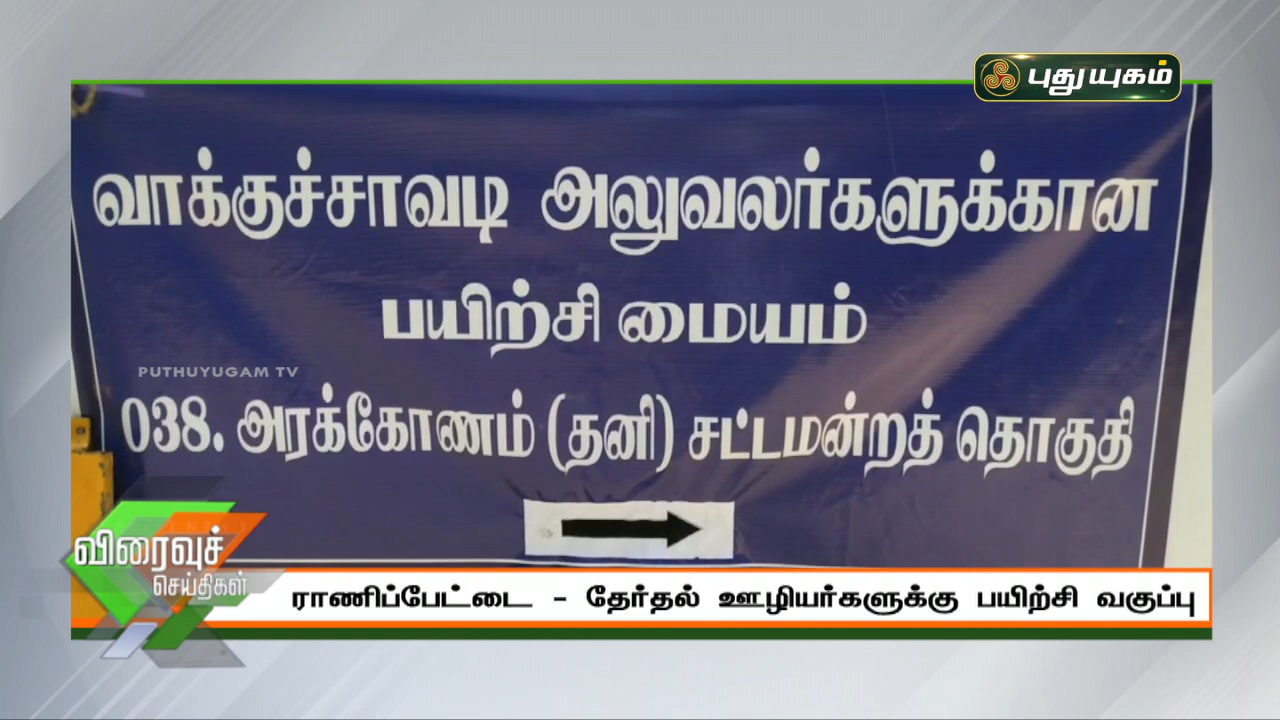 புதுயுகம்
வாக்குச்சாவடி அலுவலர்களுக்கான
பயிற்சி மையம்
PUTHUYUGAM TV
038. அரக்கோணம் (தனி) சட்டமன்றத் தொகுதி
விரைவுச்
செய்திகள்
ராணிப்பேட்டை - தேர்தல் ஊழியர்களுக்கு பயிற்சி வகுப்பு